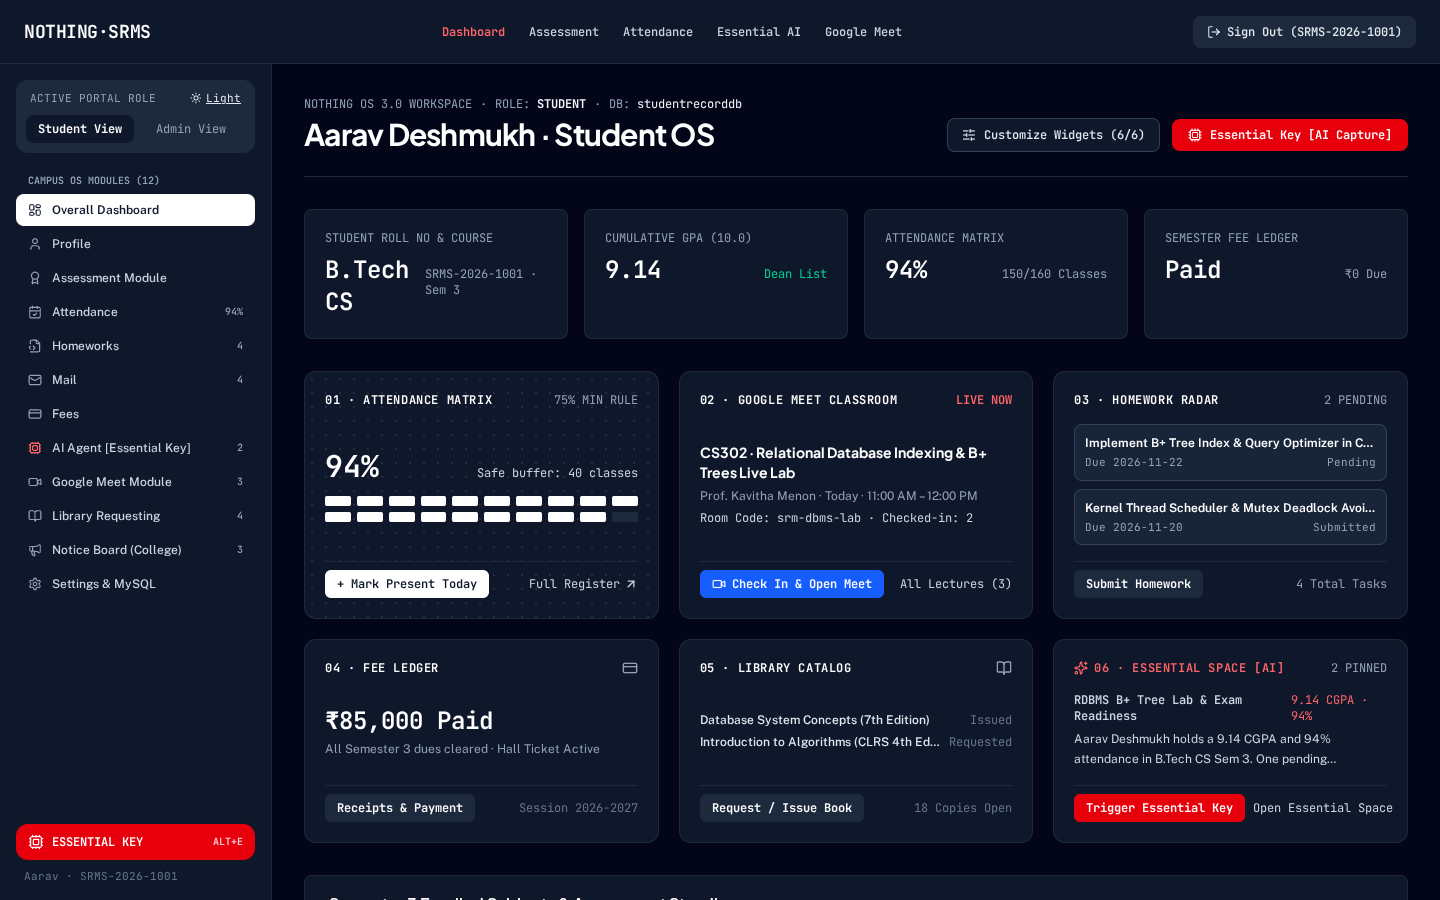 NOTHING·SRMS
Dashboard
Assessment
Attendance
Essential AI
Google Meet
Sign Out (SRMS-2026-1001)
ACTIVE PORTAL ROLE
Light
Student View
Admin View
CAMPUS OS MODULES (12)
Overall Dashboard
Profile
Assessment Module
Attendance 94%
Homeworks 4
Mail 4
Fees
AI Agent [Essential Key] 2
Google Meet Module 3
Library Requesting 4
Notice Board (College) 3
Settings & MySQL
ESSENTIAL KEY ALT+E
Aarav · SRMS-2026-1001
NOTHING OS 3.0 WORKSPACE · ROLE: STUDENT · DB: studentrecorddb
Aarav Deshmukh · Student OS
Customize Widgets (6/6)
Essential Key [AI Capture]
STUDENT ROLL NO & COURSE
B.Tech CS
SRMS-2026-1001 ·
Sem 3
CUMULATIVE GPA (10.0)
9.14
Dean List
ATTENDANCE MATRIX
94%
150/160 Classes
SEMESTER FEE LEDGER
Paid
₹0 Due
01 · ATTENDANCE MATRIX
75% MIN RULE
94%
Safe buffer: 40 classes
+ Mark Present Today
Full Register
02 · GOOGLE MEET CLASSROOM
LIVE NOW
CS302 · Relational Database Indexing & B+
Trees Live Lab
Prof. Kavitha Menon · Today · 11:00 AM – 12:00 PM
Room Code: srm-dbms-lab · Checked-in: 2
Check In & Open Meet
All Lectures (3)
03 · HOMEWORK RADAR
2 PENDING
Implement B+ Tree Index & Query Optimizer in C...
Due 2026-11-22
Pending
Kernel Thread Scheduler & Mutex Deadlock Avoi...
Due 2026-11-20
Submitted
Submit Homework
4 Total Tasks
04 · FEE LEDGER
₹85,000 Paid
All Semester 3 dues cleared · Hall Ticket Active
Receipts & Payment
Session 2026-2027
05 · LIBRARY CATALOG
Database System Concepts (7th Edition)
Issued
Introduction to Algorithms (CLRS 4th Ed...
Requested
Request / Issue Book
18 Copies Open
06 · ESSENTIAL SPACE [AI]
2 PINNED
RDBMS B+ Tree Lab & Exam
Readiness
9.14 CGPA ·
94%
Aarav Deshmukh holds a 9.14 CGPA and 94%
attendance in B.Tech CS Sem 3. One pending...
Trigger Essential Key
Open Essential Space